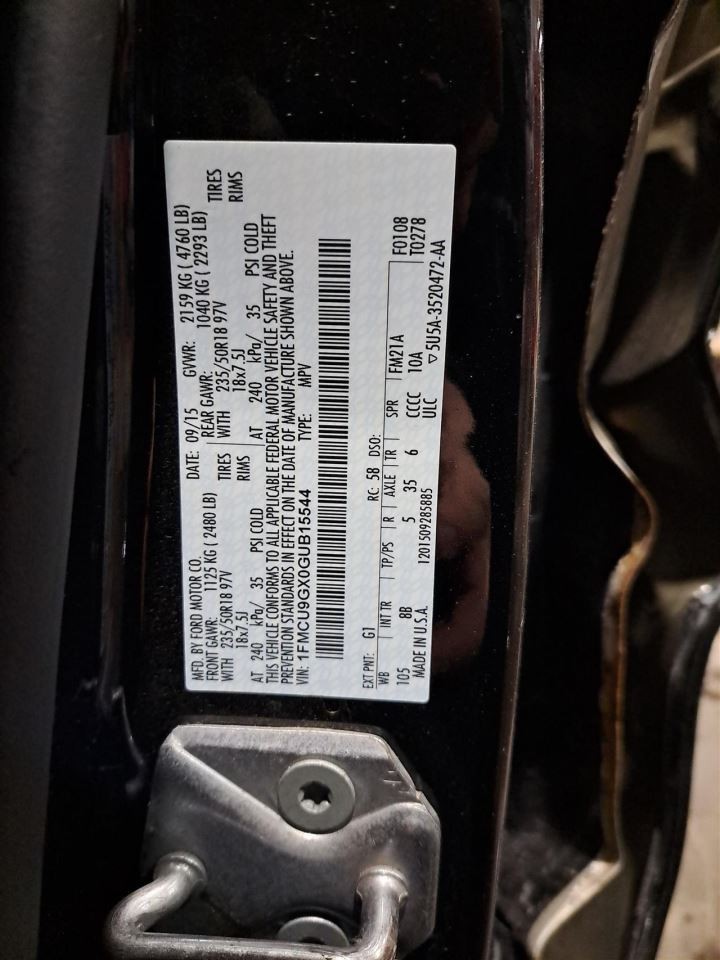 MFD. BY FORD MOTOR CO. DATE: 09/15 GVWR: 2159 KG ( 4760 LB)
FRONT GAWR: 1125 KG ( 2480 LB) REAR GAWR: 1040 KG ( 2293 LB)
WITH 235/50R18 97V TIRES WITH 235/50R18 97V TIRES
18x7.5J RIMS 18x7.5J RIMS
AT 240 kPa/ 35 PSI COLD AT 240 kPa/ 35 PSI COLD
THIS VEHICLE CONFORMS TO ALL APPLICABLE FEDERAL MOTOR VEHICLE SAFETY AND THEFT
PREVENTION STANDARDS IN EFFECT ON THE DATE OF MANUFACTURE SHOWN ABOVE.
VIN: 1FMCU9GX0GUB15544 TYPE: MPV
EXT PNT: G1 RC: 58 DSO: F0108
WB INT TR TP/PS R AXLE TR SPR FM21A T0278
105 8B 5 35 6 CCCC 10A
MADE IN U.S.A. 1201509285885 ULC ▽5U5A-3520472-AA